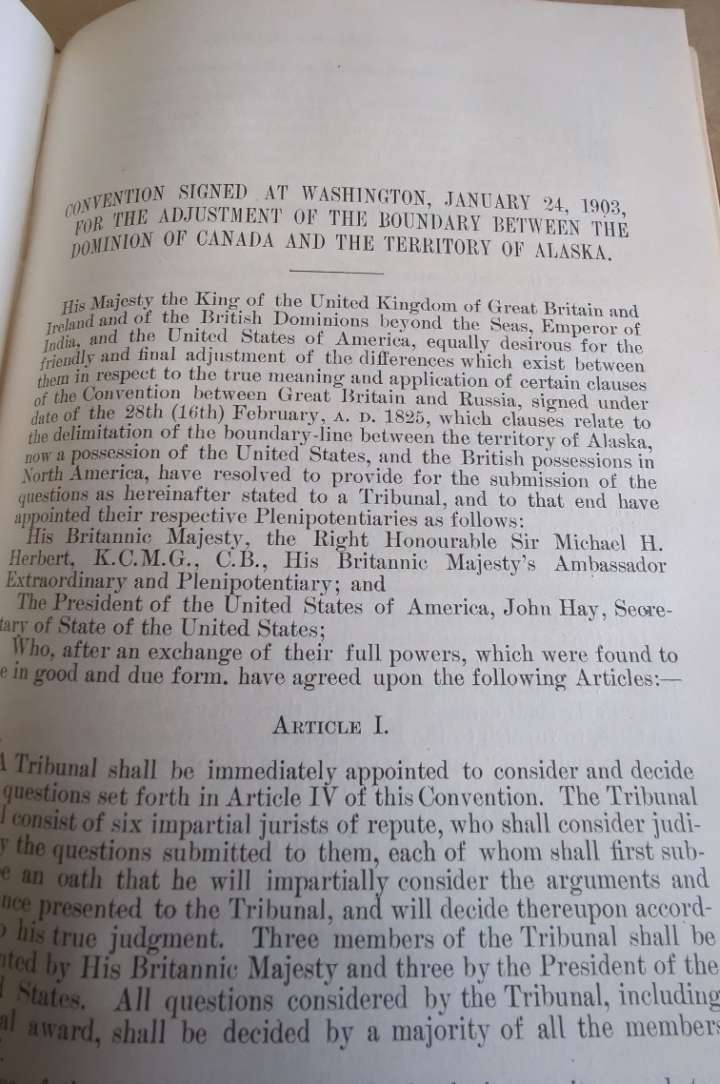 CONVENTION SIGNED AT WASHINGTON, JANUARY 24, 1903,
FOR THE ADJUSTMENT OF THE BOUNDARY BETWEEN THE
DOMINION OF CANADA AND THE TERRITORY OF ALASKA.
His Majesty the King of the United Kingdom of Great Britain and
Ireland and of the British Dominions beyond the Seas, Emperor of
India, and the United States of America, equally desirous for the
friendly and final adjustment of the differences which exist between
them in respect to the true meaning and application of certain clauses
of the Convention between Great Britain and Russia, signed under
date of the 28th (16th) February, A. D. 1825, which clauses relate to
the delimitation of the boundary-line between the territory of Alaska,
now a possession of the United States, and the British possessions in
North America, have resolved to provide for the submission of the
questions as hereinafter stated to a Tribunal, and to that end have
appointed their respective Plenipotentiaries as follows:
His Britannic Majesty, the Right Honourable Sir Michael H.
Herbert, K.C.M.G., C.B., His Britannic Majesty's Ambassador
Extraordinary and Plenipotentiary; and
The President of the United States of America, John Hay, Secre-
tary of State of the United States;
Who, after an exchange of their full powers, which were found to
e in good and due form. have agreed upon the following Articles:—
ARTICLE I.
A Tribunal shall be immediately appointed to consider and decide
questions set forth in Article IV of this Convention. The Tribunal
consist of six impartial jurists of repute, who shall consider judi-
y the questions submitted to them, each of whom shall first sub-
e an oath that he will impartially consider the arguments and
nce presented to the Tribunal, and will decide thereupon accord-
o his true judgment. Three members of the Tribunal shall be
nted by His Britannic Majesty and three by the President of the
d States. All questions considered by the Tribunal, including
al award, shall be decided by a majority of all the members